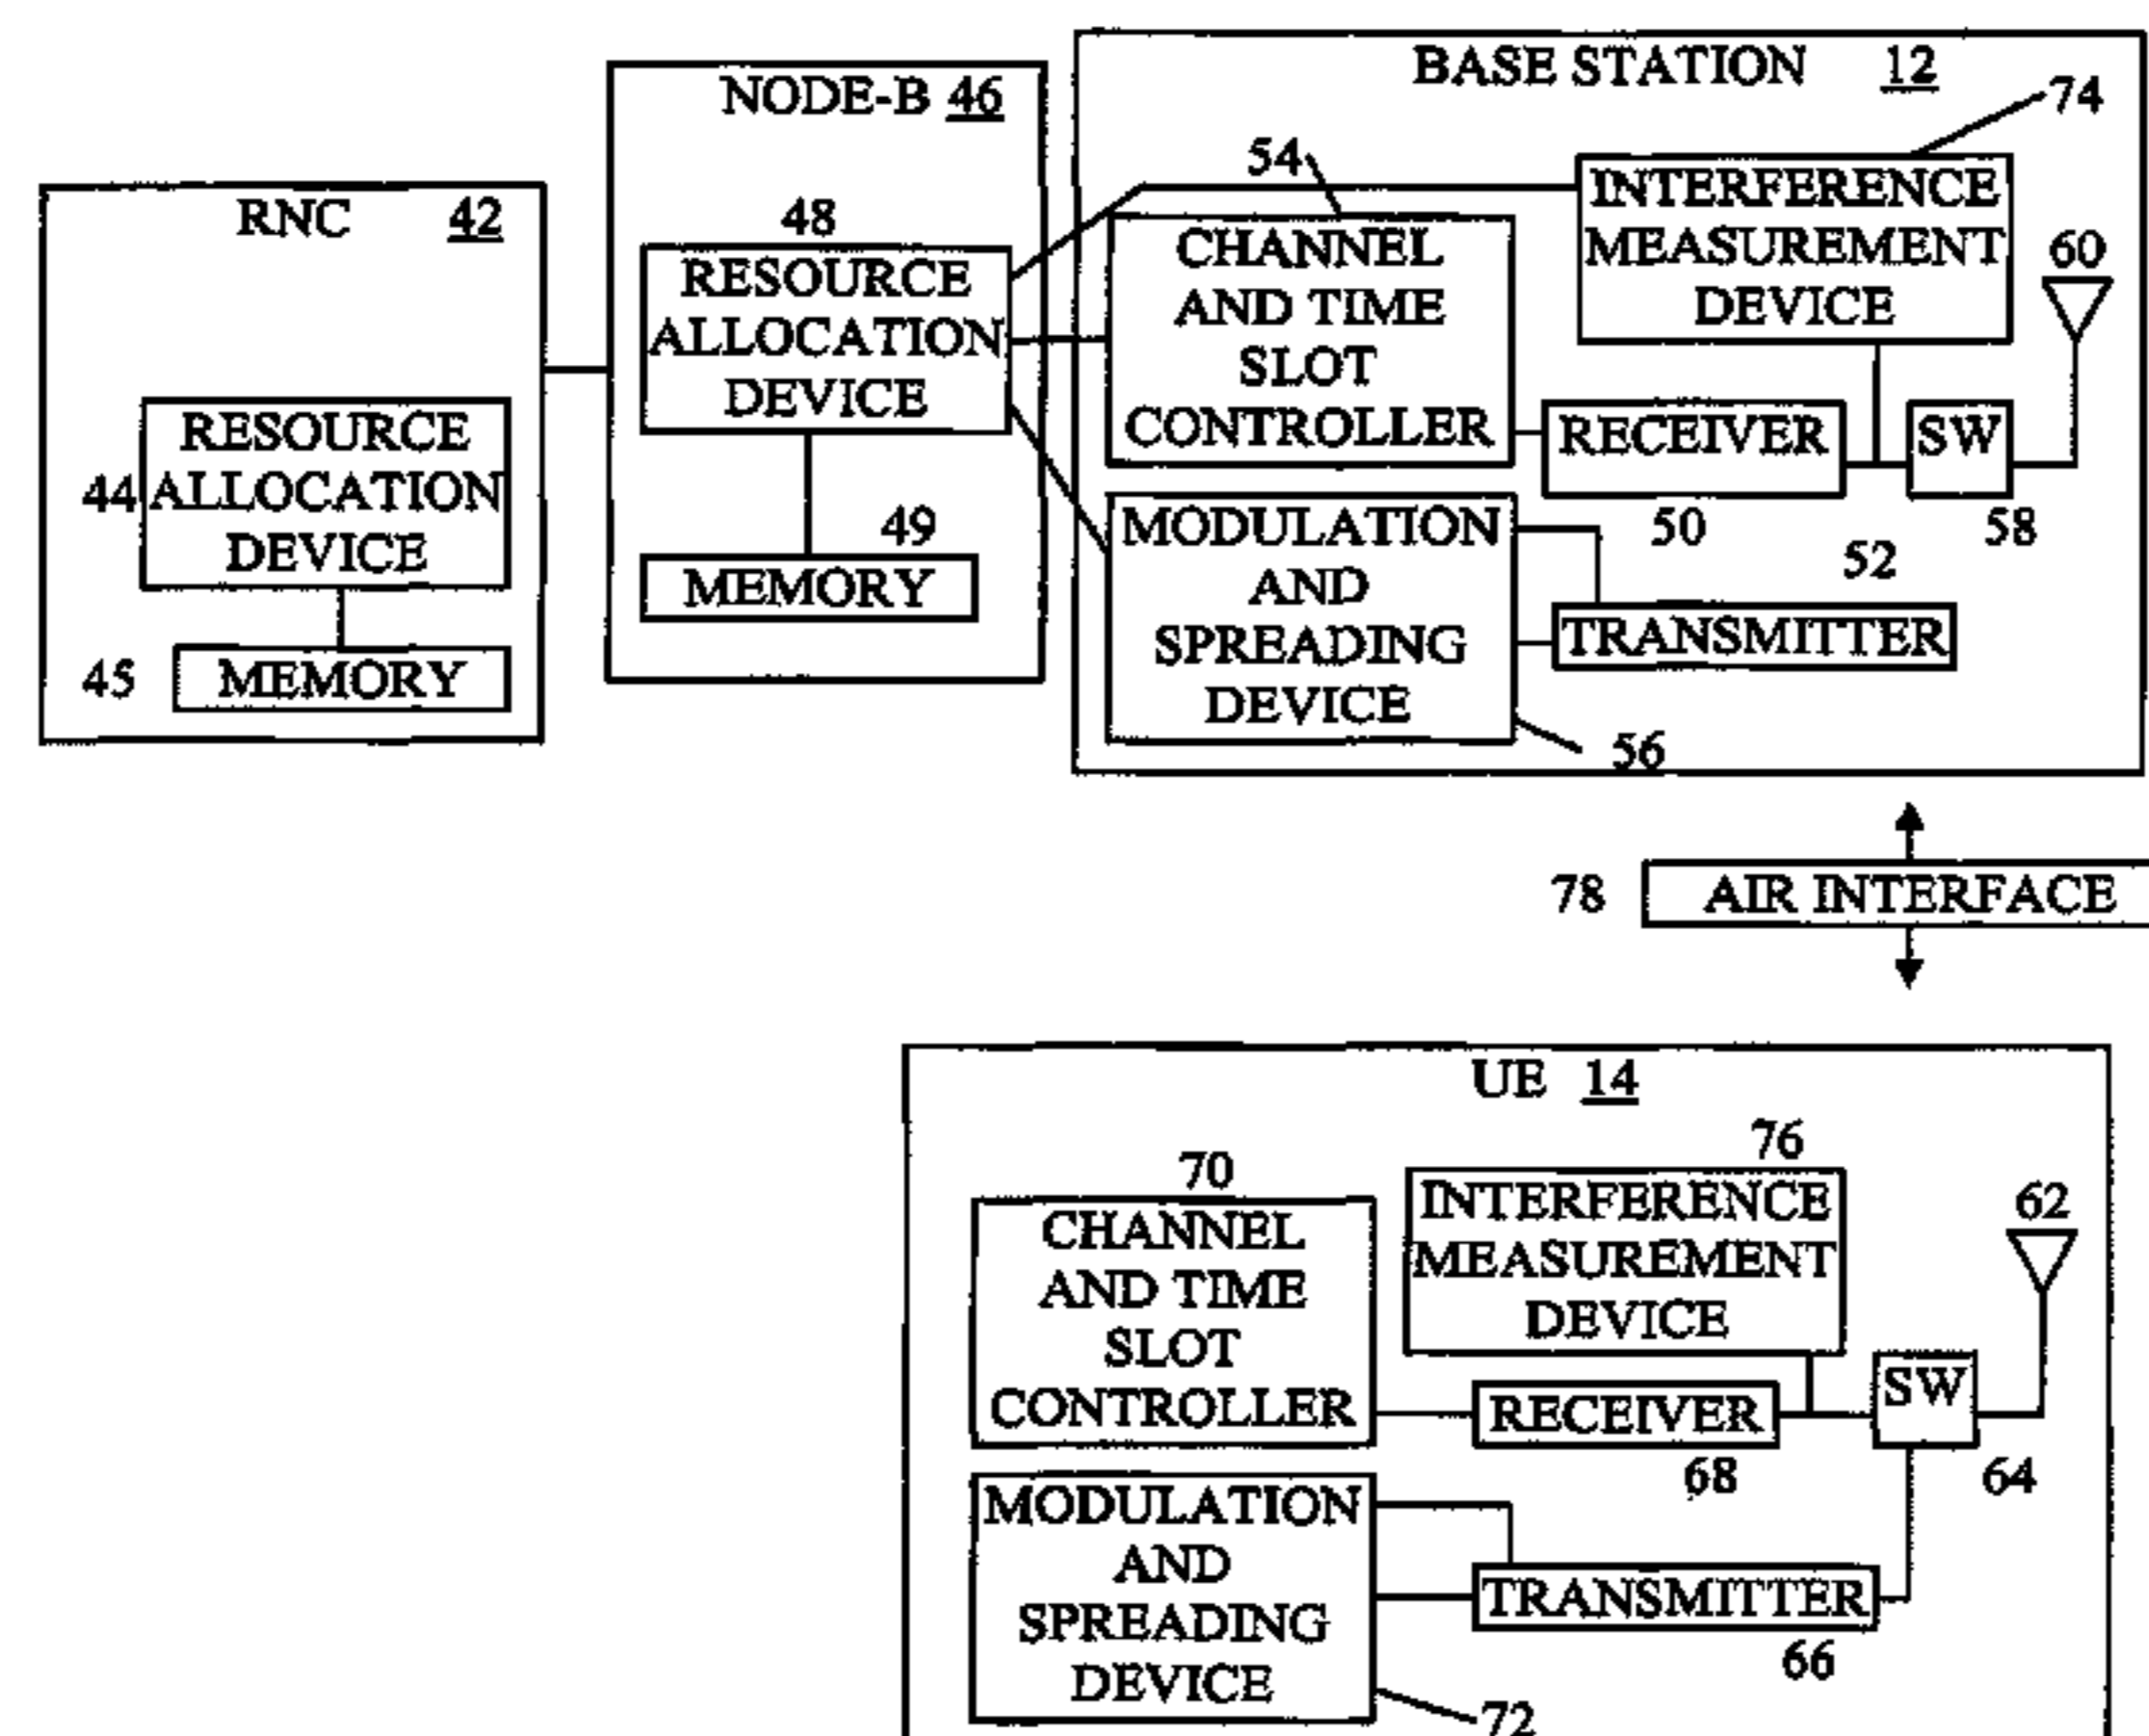 BASE STATION 12
74
NODE-B 46
54
INTERFERENCE
MEASUREMENT
DEVICE
RNC 42
48
RESOURCE
ALLOCATION
DEVICE
CHANNEL
AND TIME
SLOT
CONTROLLER
60
RECEIVER
SW
44
RESOURCE
ALLOCATION
DEVICE
50
52
58
49
MEMORY
MODULATION
AND
SPREADING
DEVICE
TRANSMITTER
45
MEMORY
56
78
AIR INTERFACE
UE 14
70
CHANNEL
AND TIME
SLOT
CONTROLLER
76
INTERFERENCE
MEASUREMENT
DEVICE
62
RECEIVER
SW
68
64
MODULATION
AND
SPREADING
DEVICE
TRANSMITTER
66
72